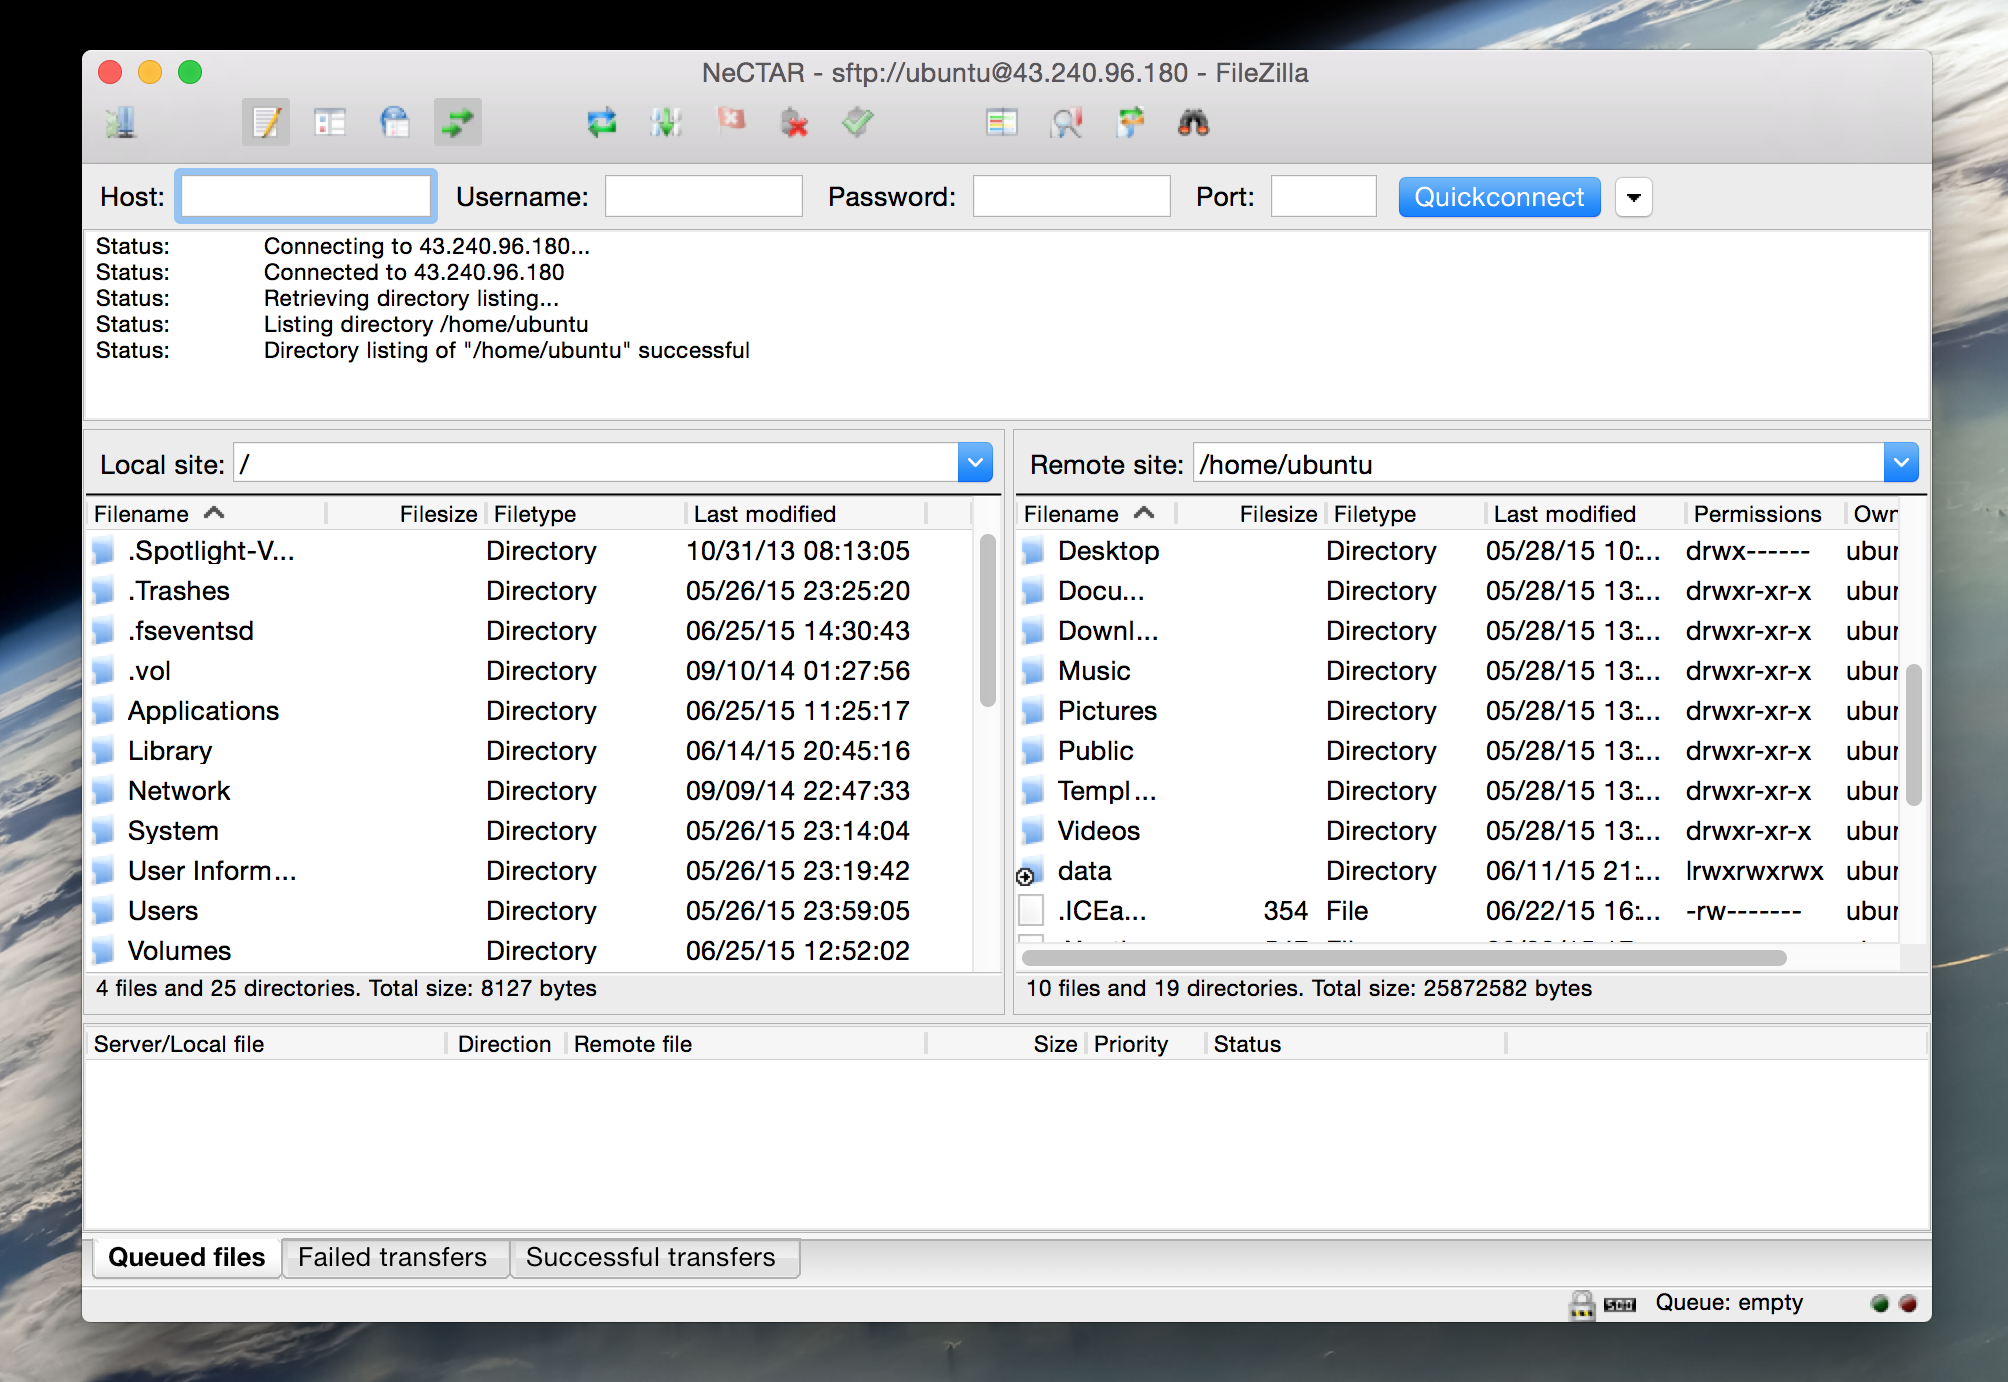 NeCTAR - sftp://ubuntu@43.240.96.180 - FileZilla
Host: Username: Password: Port: Quickconnect
Status: Connecting to 43.240.96.180...
Status: Connected to 43.240.96.180
Status: Retrieving directory listing...
Status: Listing directory /home/ubuntu
Status: Directory listing of "/home/ubuntu" successful
Local site: /
Filename Filesize Filetype Last modified
.Spotlight-V... Directory 10/31/13 08:13:05
.Trashes Directory 05/26/15 23:25:20
.fseventsd Directory 06/25/15 14:30:43
.vol Directory 09/10/14 01:27:56
Applications Directory 06/25/15 11:25:17
Library Directory 06/14/15 20:45:16
Network Directory 09/09/14 22:47:33
System Directory 05/26/15 23:14:04
User Inform... Directory 05/26/15 23:19:42
Users Directory 05/26/15 23:59:05
Volumes Directory 06/25/15 12:52:02
4 files and 25 directories. Total size: 8127 bytes
Remote site: /home/ubuntu
Filename Filesize Filetype Last modified Permissions Own
Desktop Directory 05/28/15 10:... drwx------ ubur
Docu... Directory 05/28/15 13:... drwxr-xr-x ubur
Downl... Directory 05/28/15 13:... drwxr-xr-x ubur
Music Directory 05/28/15 13:... drwxr-xr-x ubur
Pictures Directory 05/28/15 13:... drwxr-xr-x ubur
Public Directory 05/28/15 13:... drwxr-xr-x ubur
Templ... Directory 05/28/15 13:... drwxr-xr-x ubur
Videos Directory 05/28/15 13:... drwxr-xr-x ubur
data Directory 06/11/15 21:... lrwxrwxrwx ubur
.ICEa... 354 File 06/22/15 16:... -rw------- ubur
10 files and 19 directories. Total size: 25872582 bytes
Server/Local file Direction Remote file Size Priority Status
Queued files Failed transfers Successful transfers
Queue: empty